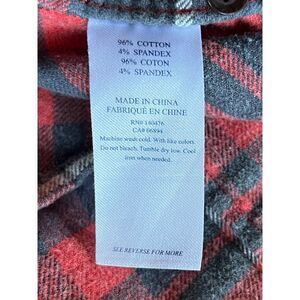 96% COTTON
4% SPANDEX
96% COTON
4% SPANDEX
MADE IN CHINA
FABRIQUÉ EN CHINE
RN# 140476
CA# 06894
Machine wash cold. With like colors.
Do not bleach. Tumble dry low. Cool
iron when needed.
SEE REVERSE FOR MORE